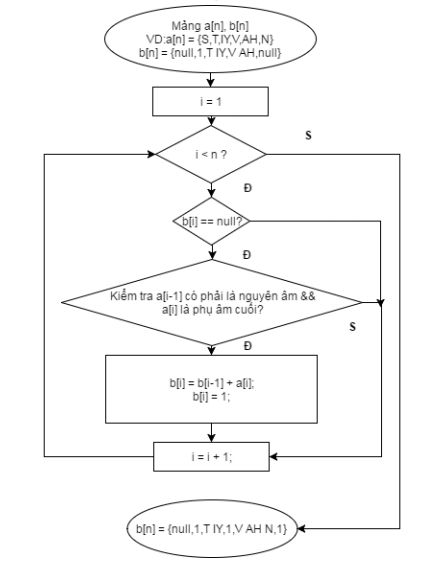 Mảng a[n], b[n]
VD:a[n] = {S,T,IY,V,AH,N}
b[n] = {null,1,T IY,V AH,null}
i = 1
i < n ?
S
Đ
b[i] == null?
Đ
Kiểm tra a[i-1] có phải là nguyên âm &&
a[i] là phụ âm cuối?
S
Đ
b[i] = b[i-1] + a[i];
b[i] = 1;
i = i + 1;
b[n] = {null,1,T IY,1,V AH N,1}